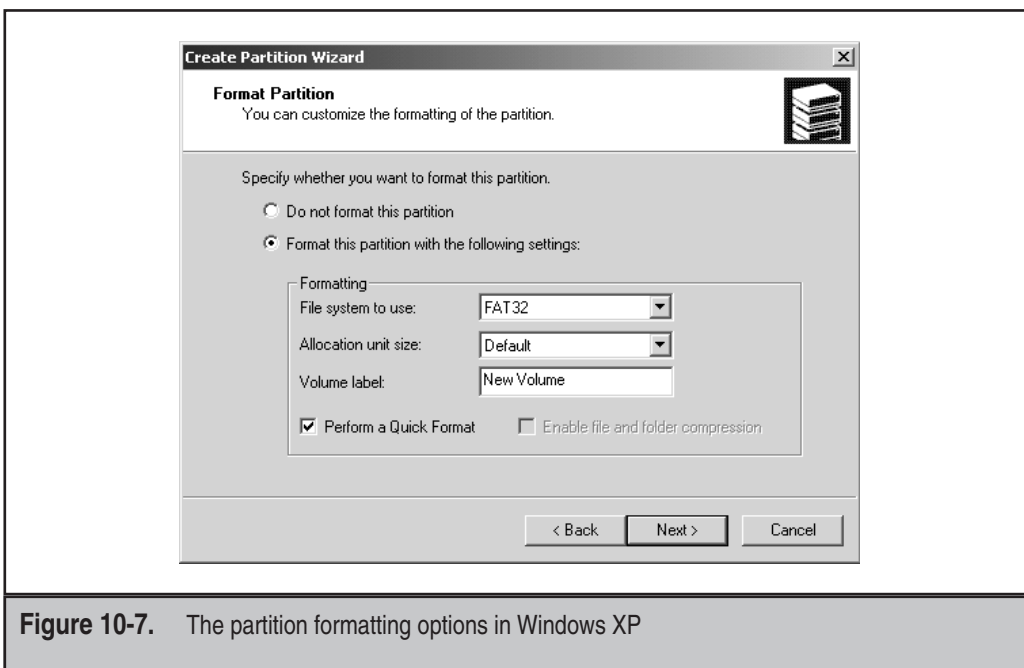 Create Partition Wizard
Format Partition
You can customize the formatting of the partition.
Specify whether you want to format this partition.
Do not format this partition
Format this partition with the following settings:
Formatting
File system to use: FAT32
Allocation unit size: Default
Volume label: New Volume
Perform a Quick Format Enable file and folder compression
< Back Next > Cancel
Figure 10-7. The partition formatting options in Windows XP